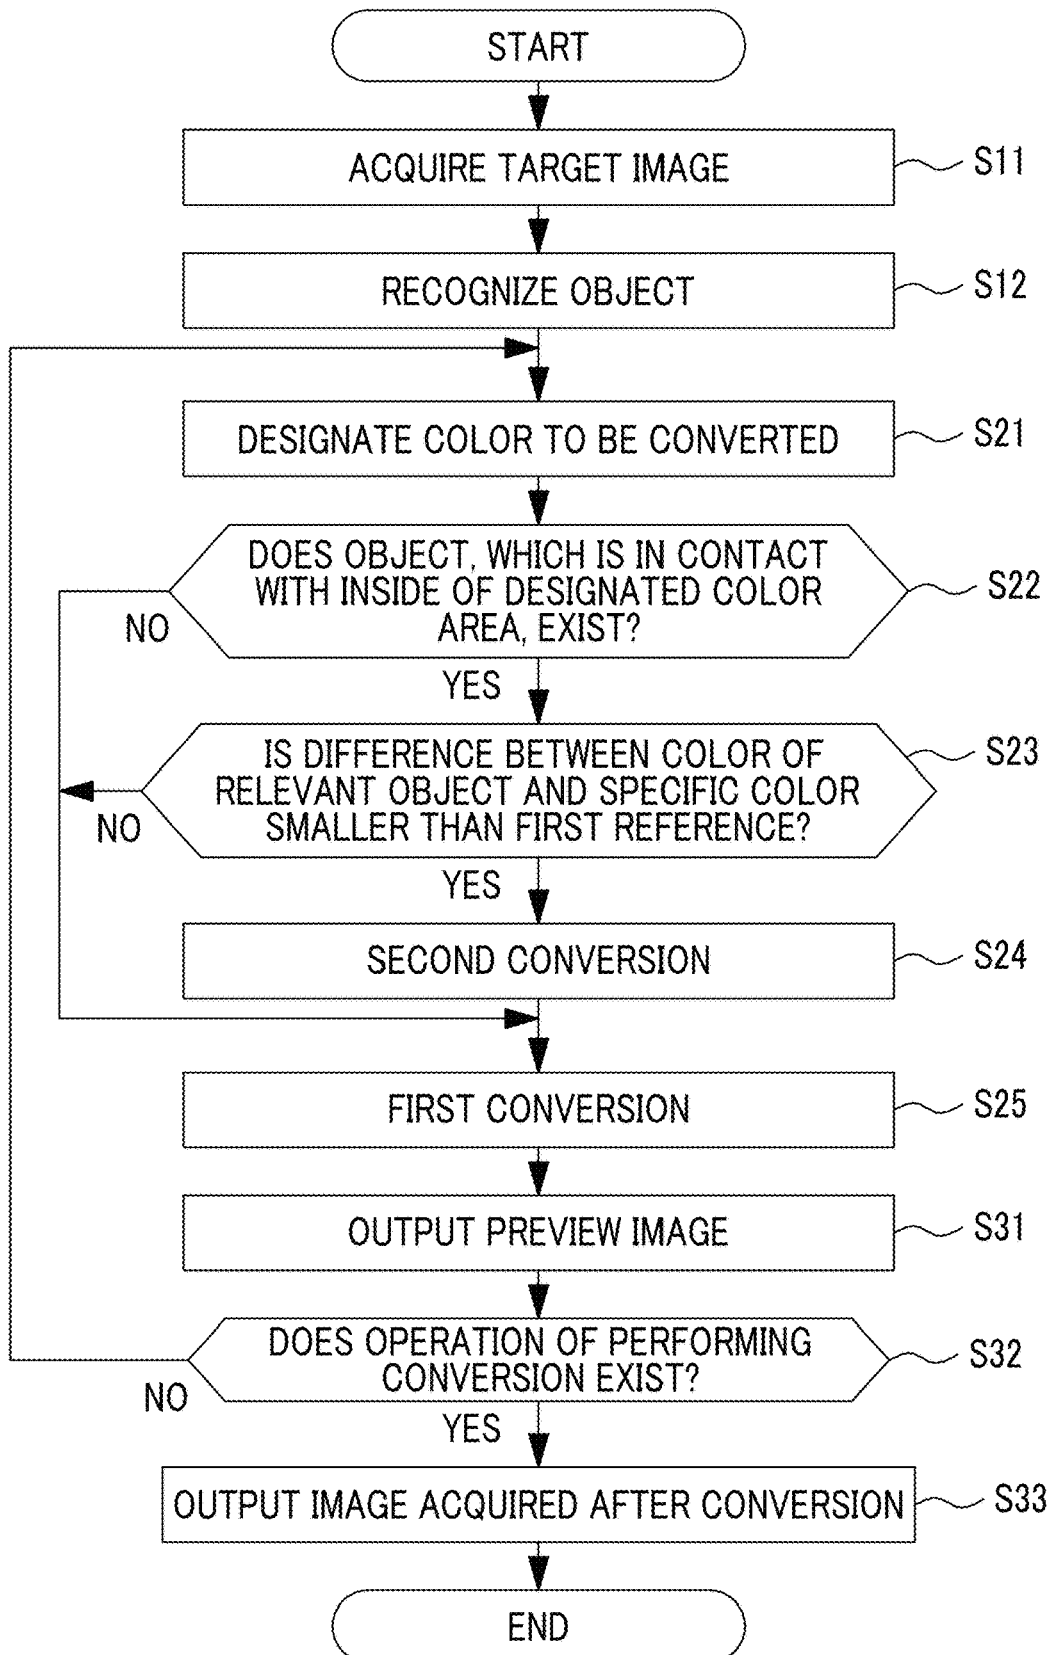 START
ACQUIRE TARGET IMAGE
S11
RECOGNIZE OBJECT
S12
DESIGNATE COLOR TO BE CONVERTED
S21
DOES OBJECT, WHICH IS IN CONTACT
WITH INSIDE OF DESIGNATED COLOR
AREA, EXIST?
S22
NO
YES
IS DIFFERENCE BETWEEN COLOR OF
RELEVANT OBJECT AND SPECIFIC COLOR
SMALLER THAN FIRST REFERENCE?
S23
NO
YES
SECOND CONVERSION
S24
FIRST CONVERSION
S25
OUTPUT PREVIEW IMAGE
S31
DOES OPERATION OF PERFORMING
CONVERSION EXIST?
S32
NO
YES
OUTPUT IMAGE ACQUIRED AFTER CONVERSION
S33
END